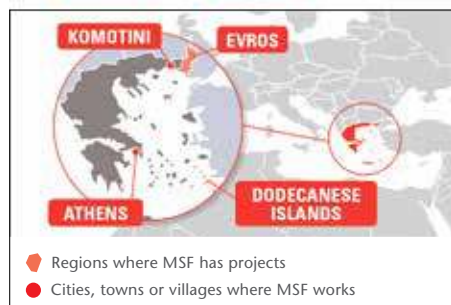 KOMOTINI
EVROS
ATHENS
DODECANESE
ISLANDS
Regions where MSF has projects
Cities, towns or villages where MSF works